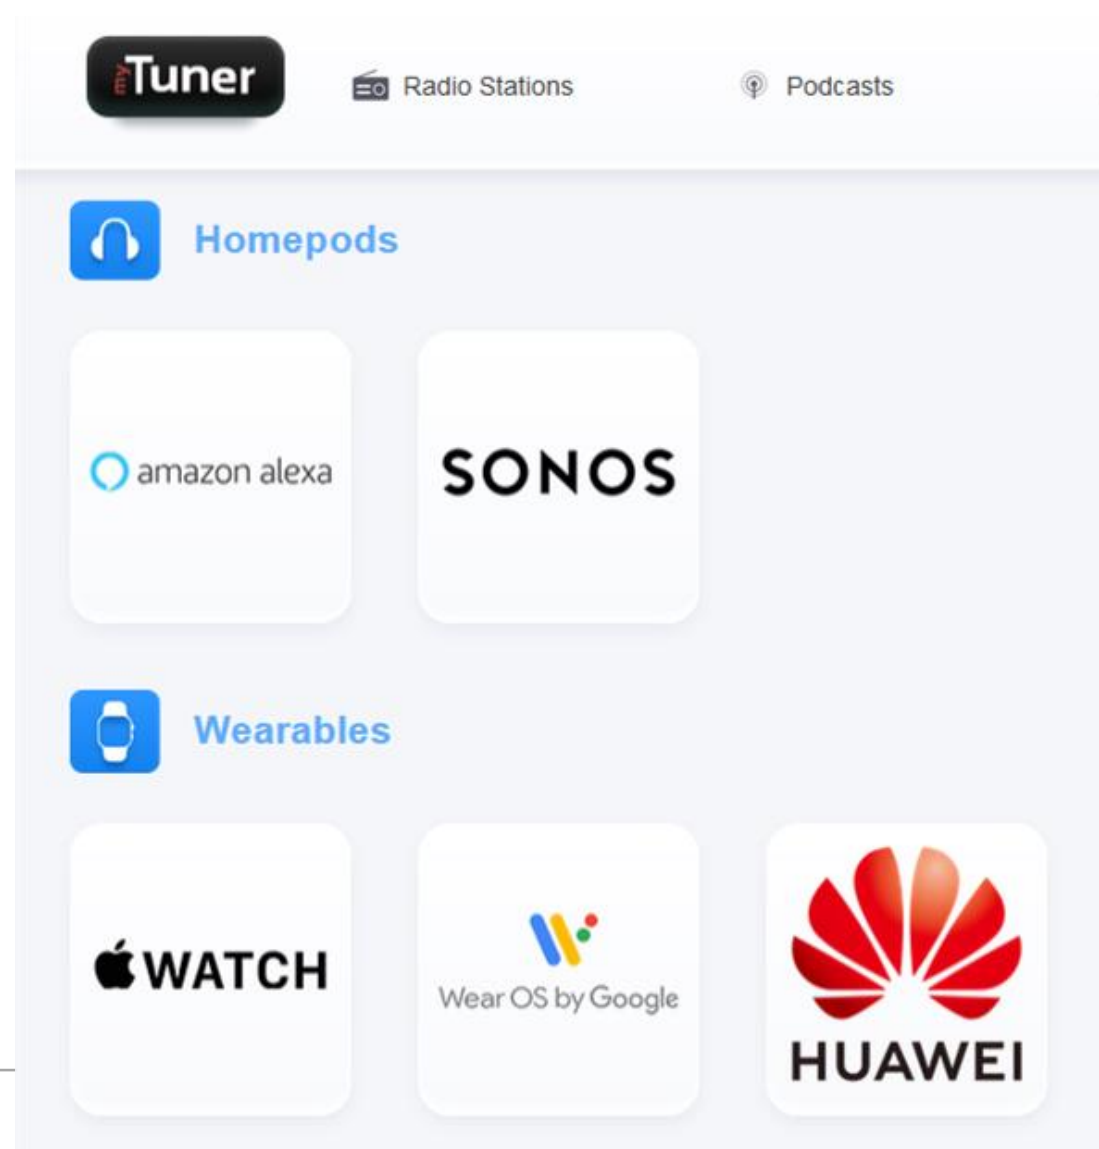 myTuner
Radio Stations
Podcasts
Homepods
amazon alexa
SONOS
Wearables
WATCH
Wear OS by Google
HUAWEI